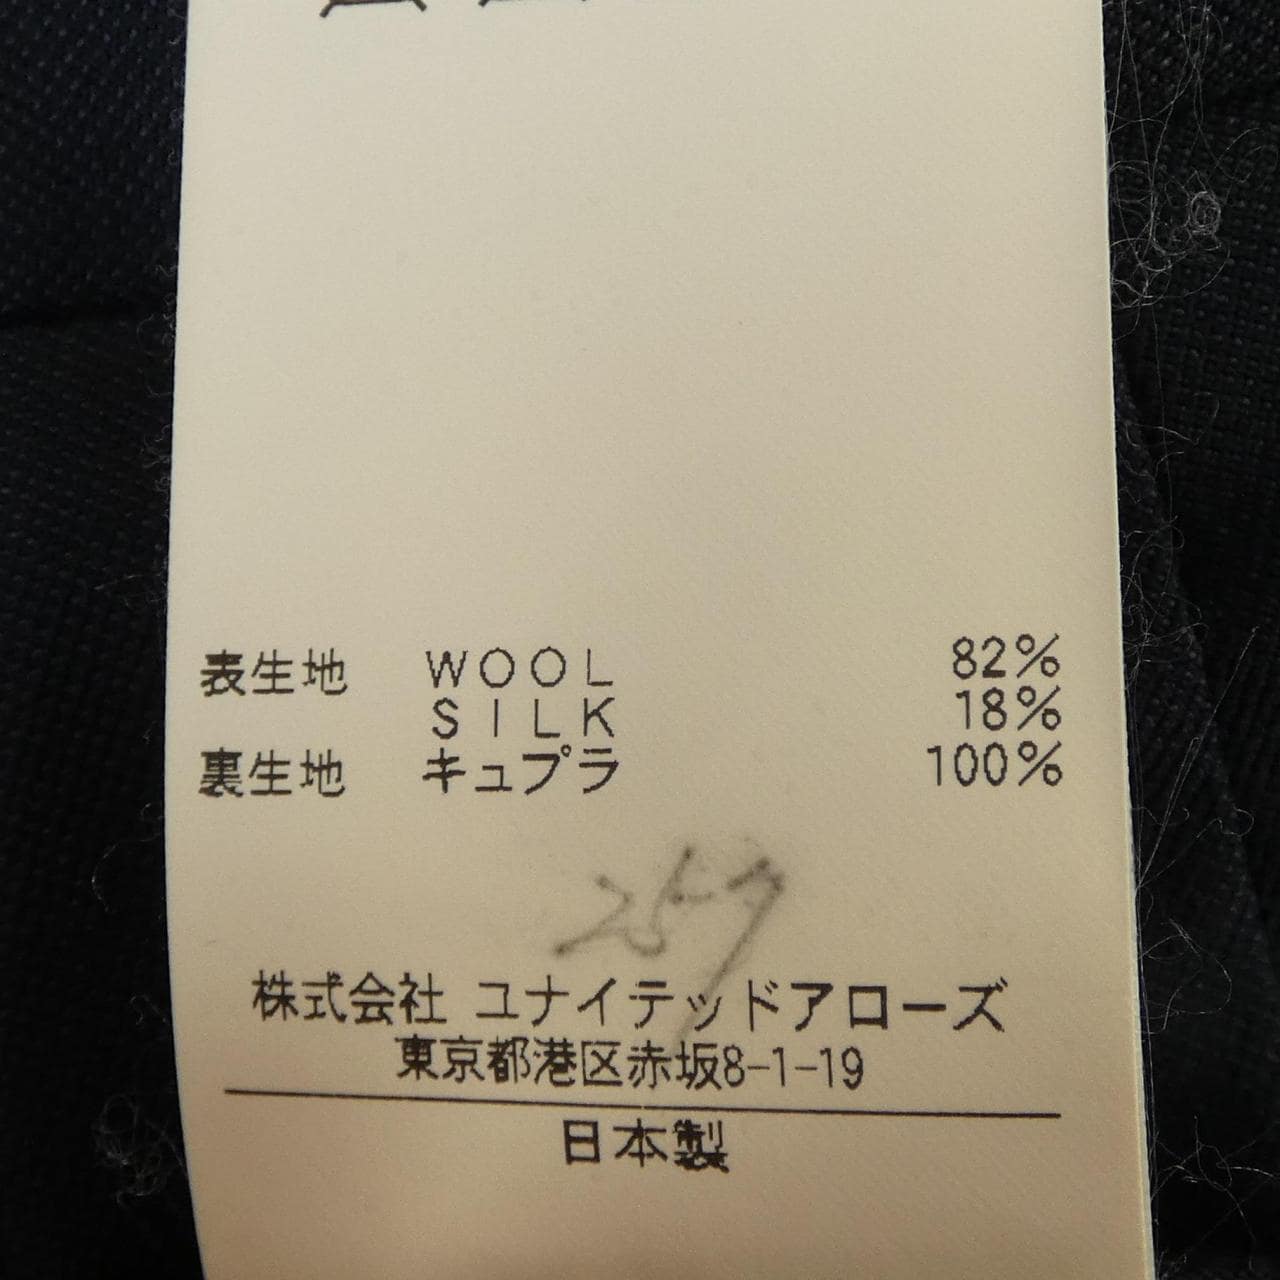 表生地 WOOL 82%
SILK 18%
裏生地 キュプラ 100%
257
株式会社 ユナイテッドアローズ
東京都港区赤坂8-1-19
日本製